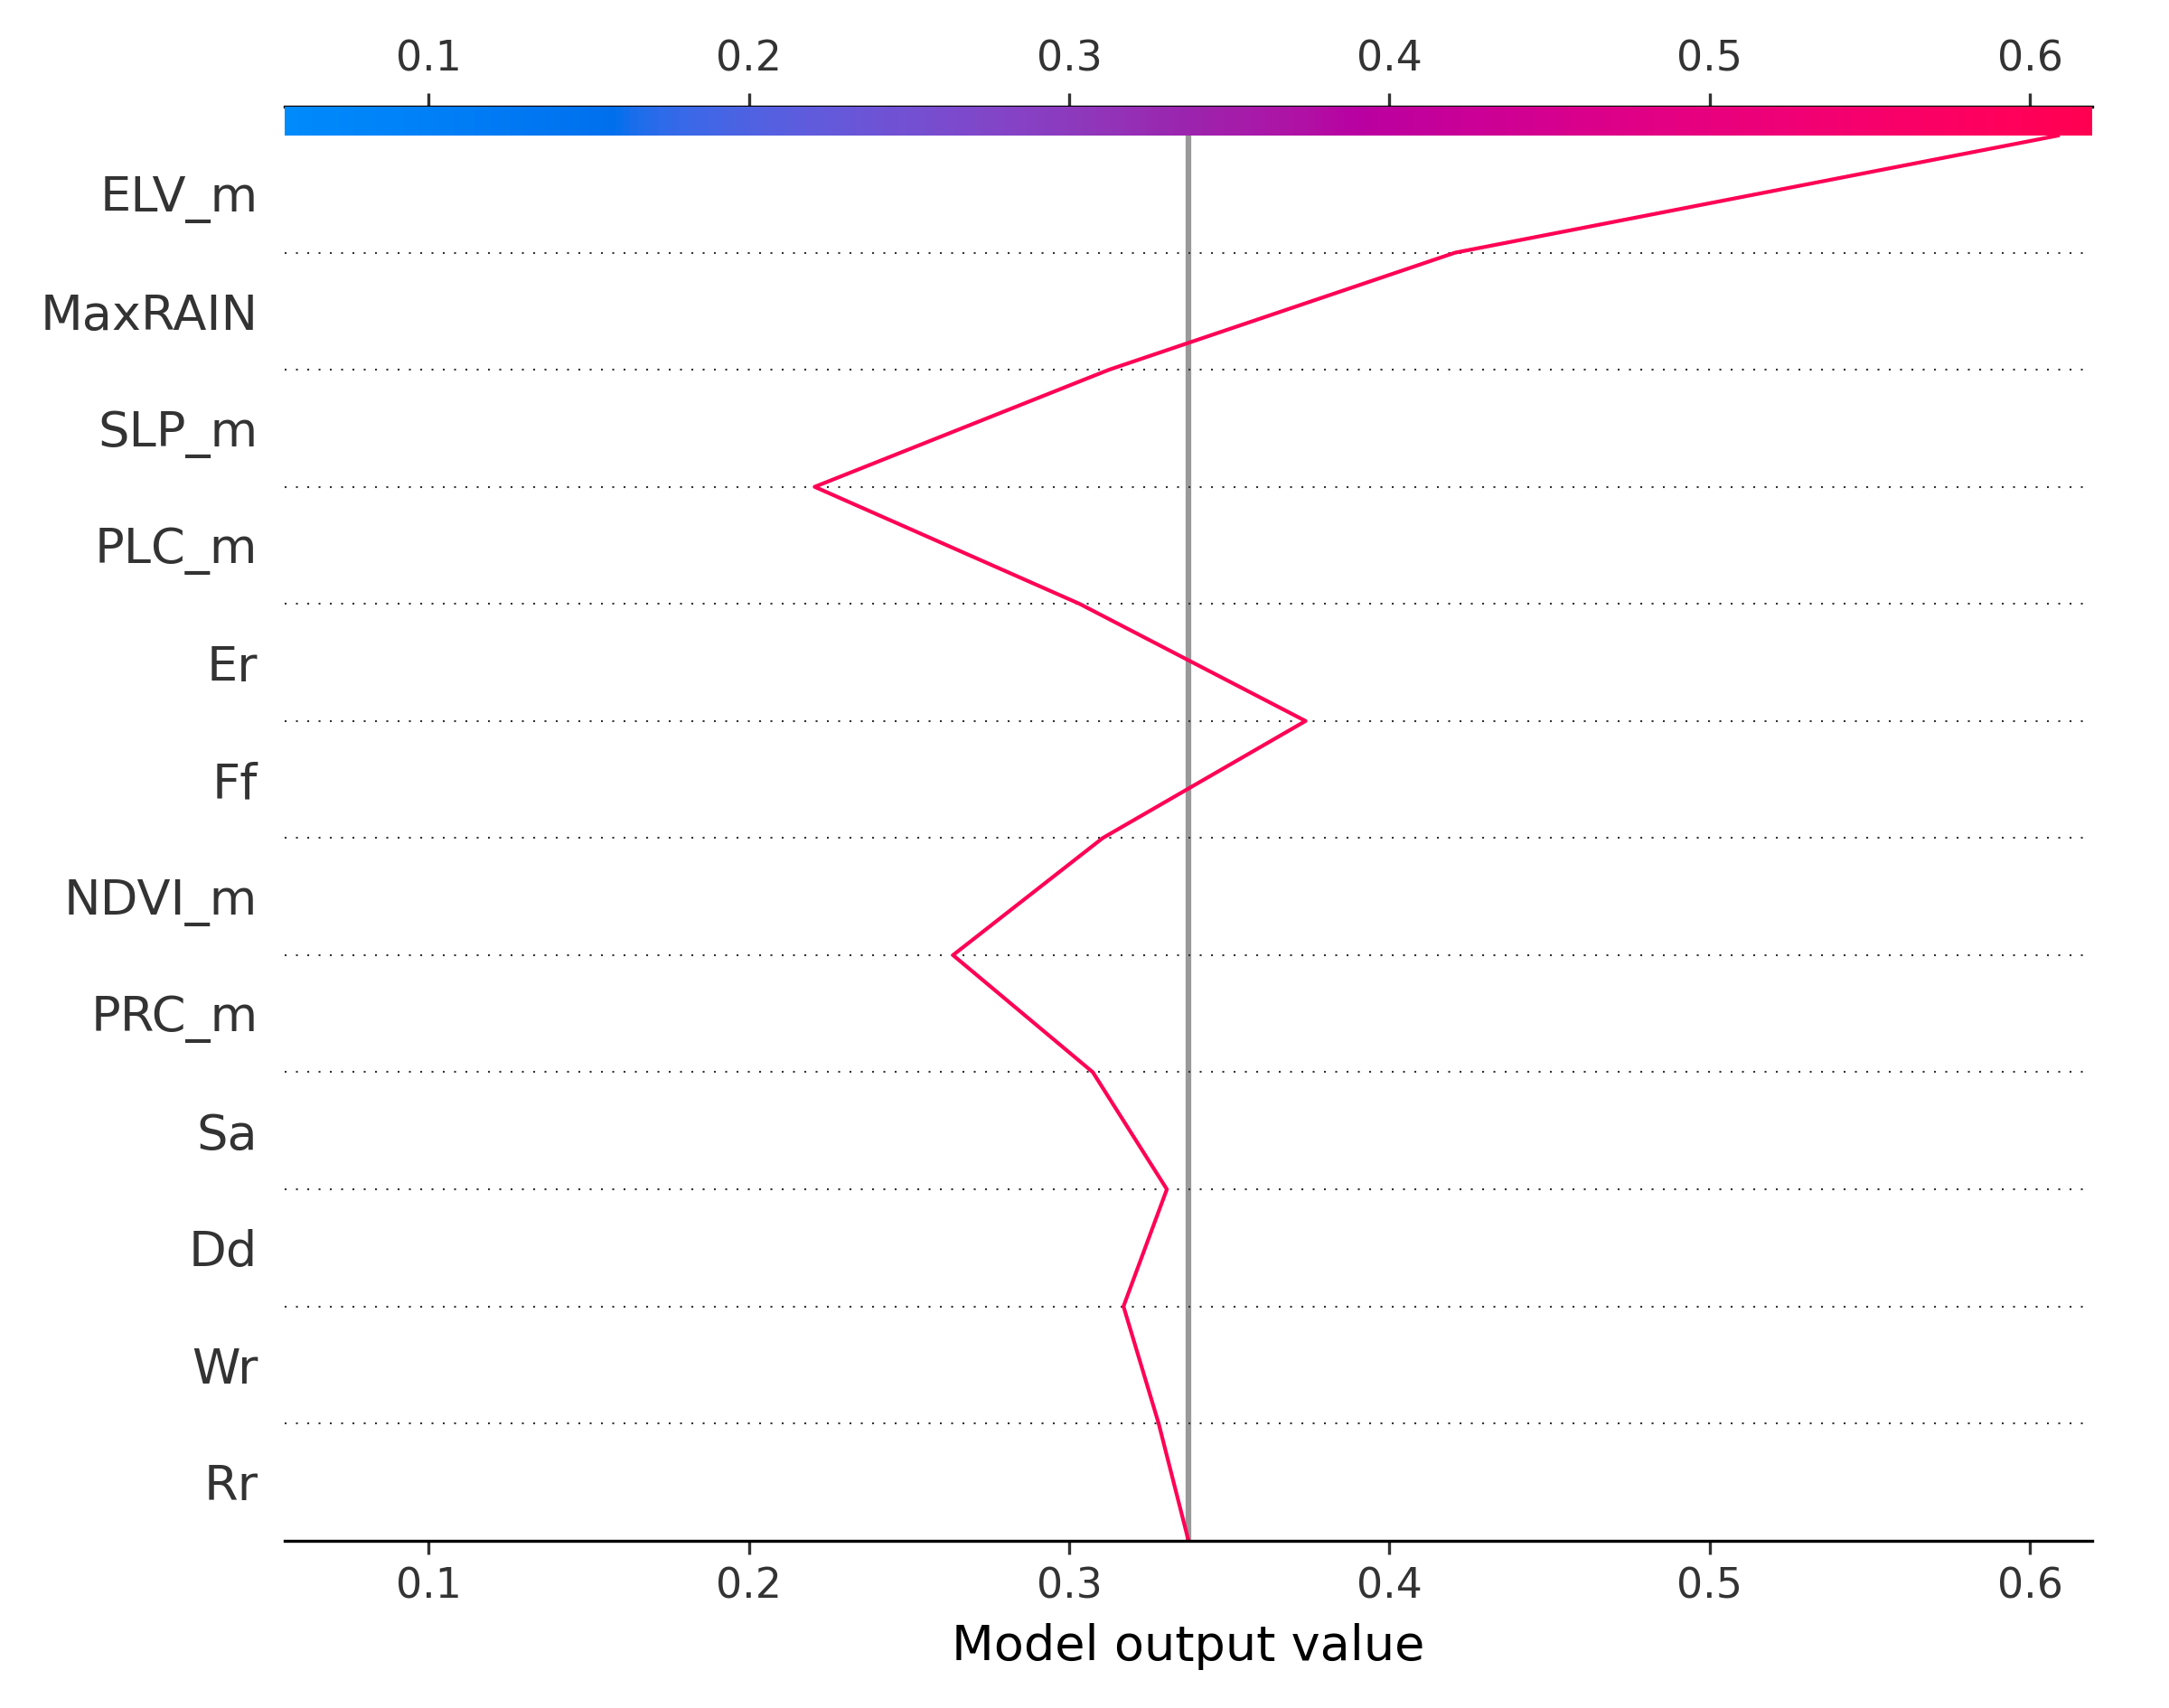 0.1 0.2 0.3 0.4 0.5 0.6
ELV_m
MaxRAIN
SLP_m
PLC_m
Er
Ff
NDVI_m
PRC_m
Sa
Dd
Wr
Rr
0.1 0.2 0.3 0.4 0.5 0.6
Model output value